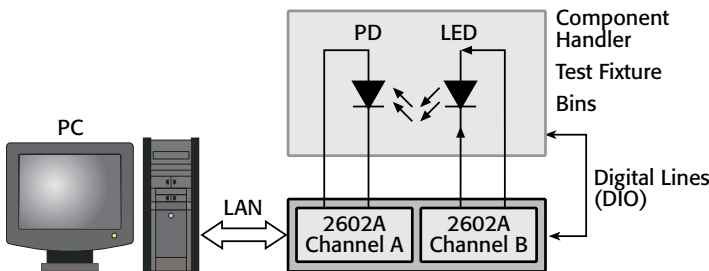 PD
LED
Component
Handler
Test Fixture
Bins
PC
LAN
2602A
Channel A
2602A
Channel B
Digital Lines
(DIO)